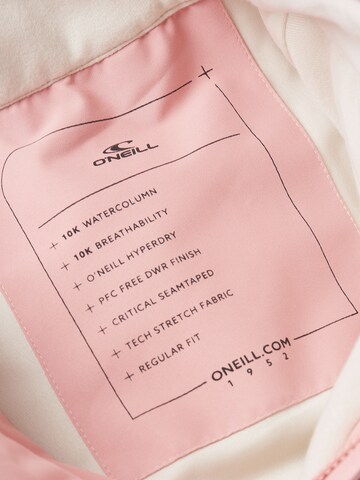 O'NEILL
+ 10K WATERCOLUMN
+ 10K BREATHABILITY
+ O'NEILL HYPERDRY
+ PFC FREE DWR FINISH
+ CRITICAL SEAMTAPED
+ TECH STRETCH FABRIC
+ REGULAR FIT
ONEILL.COM
1952